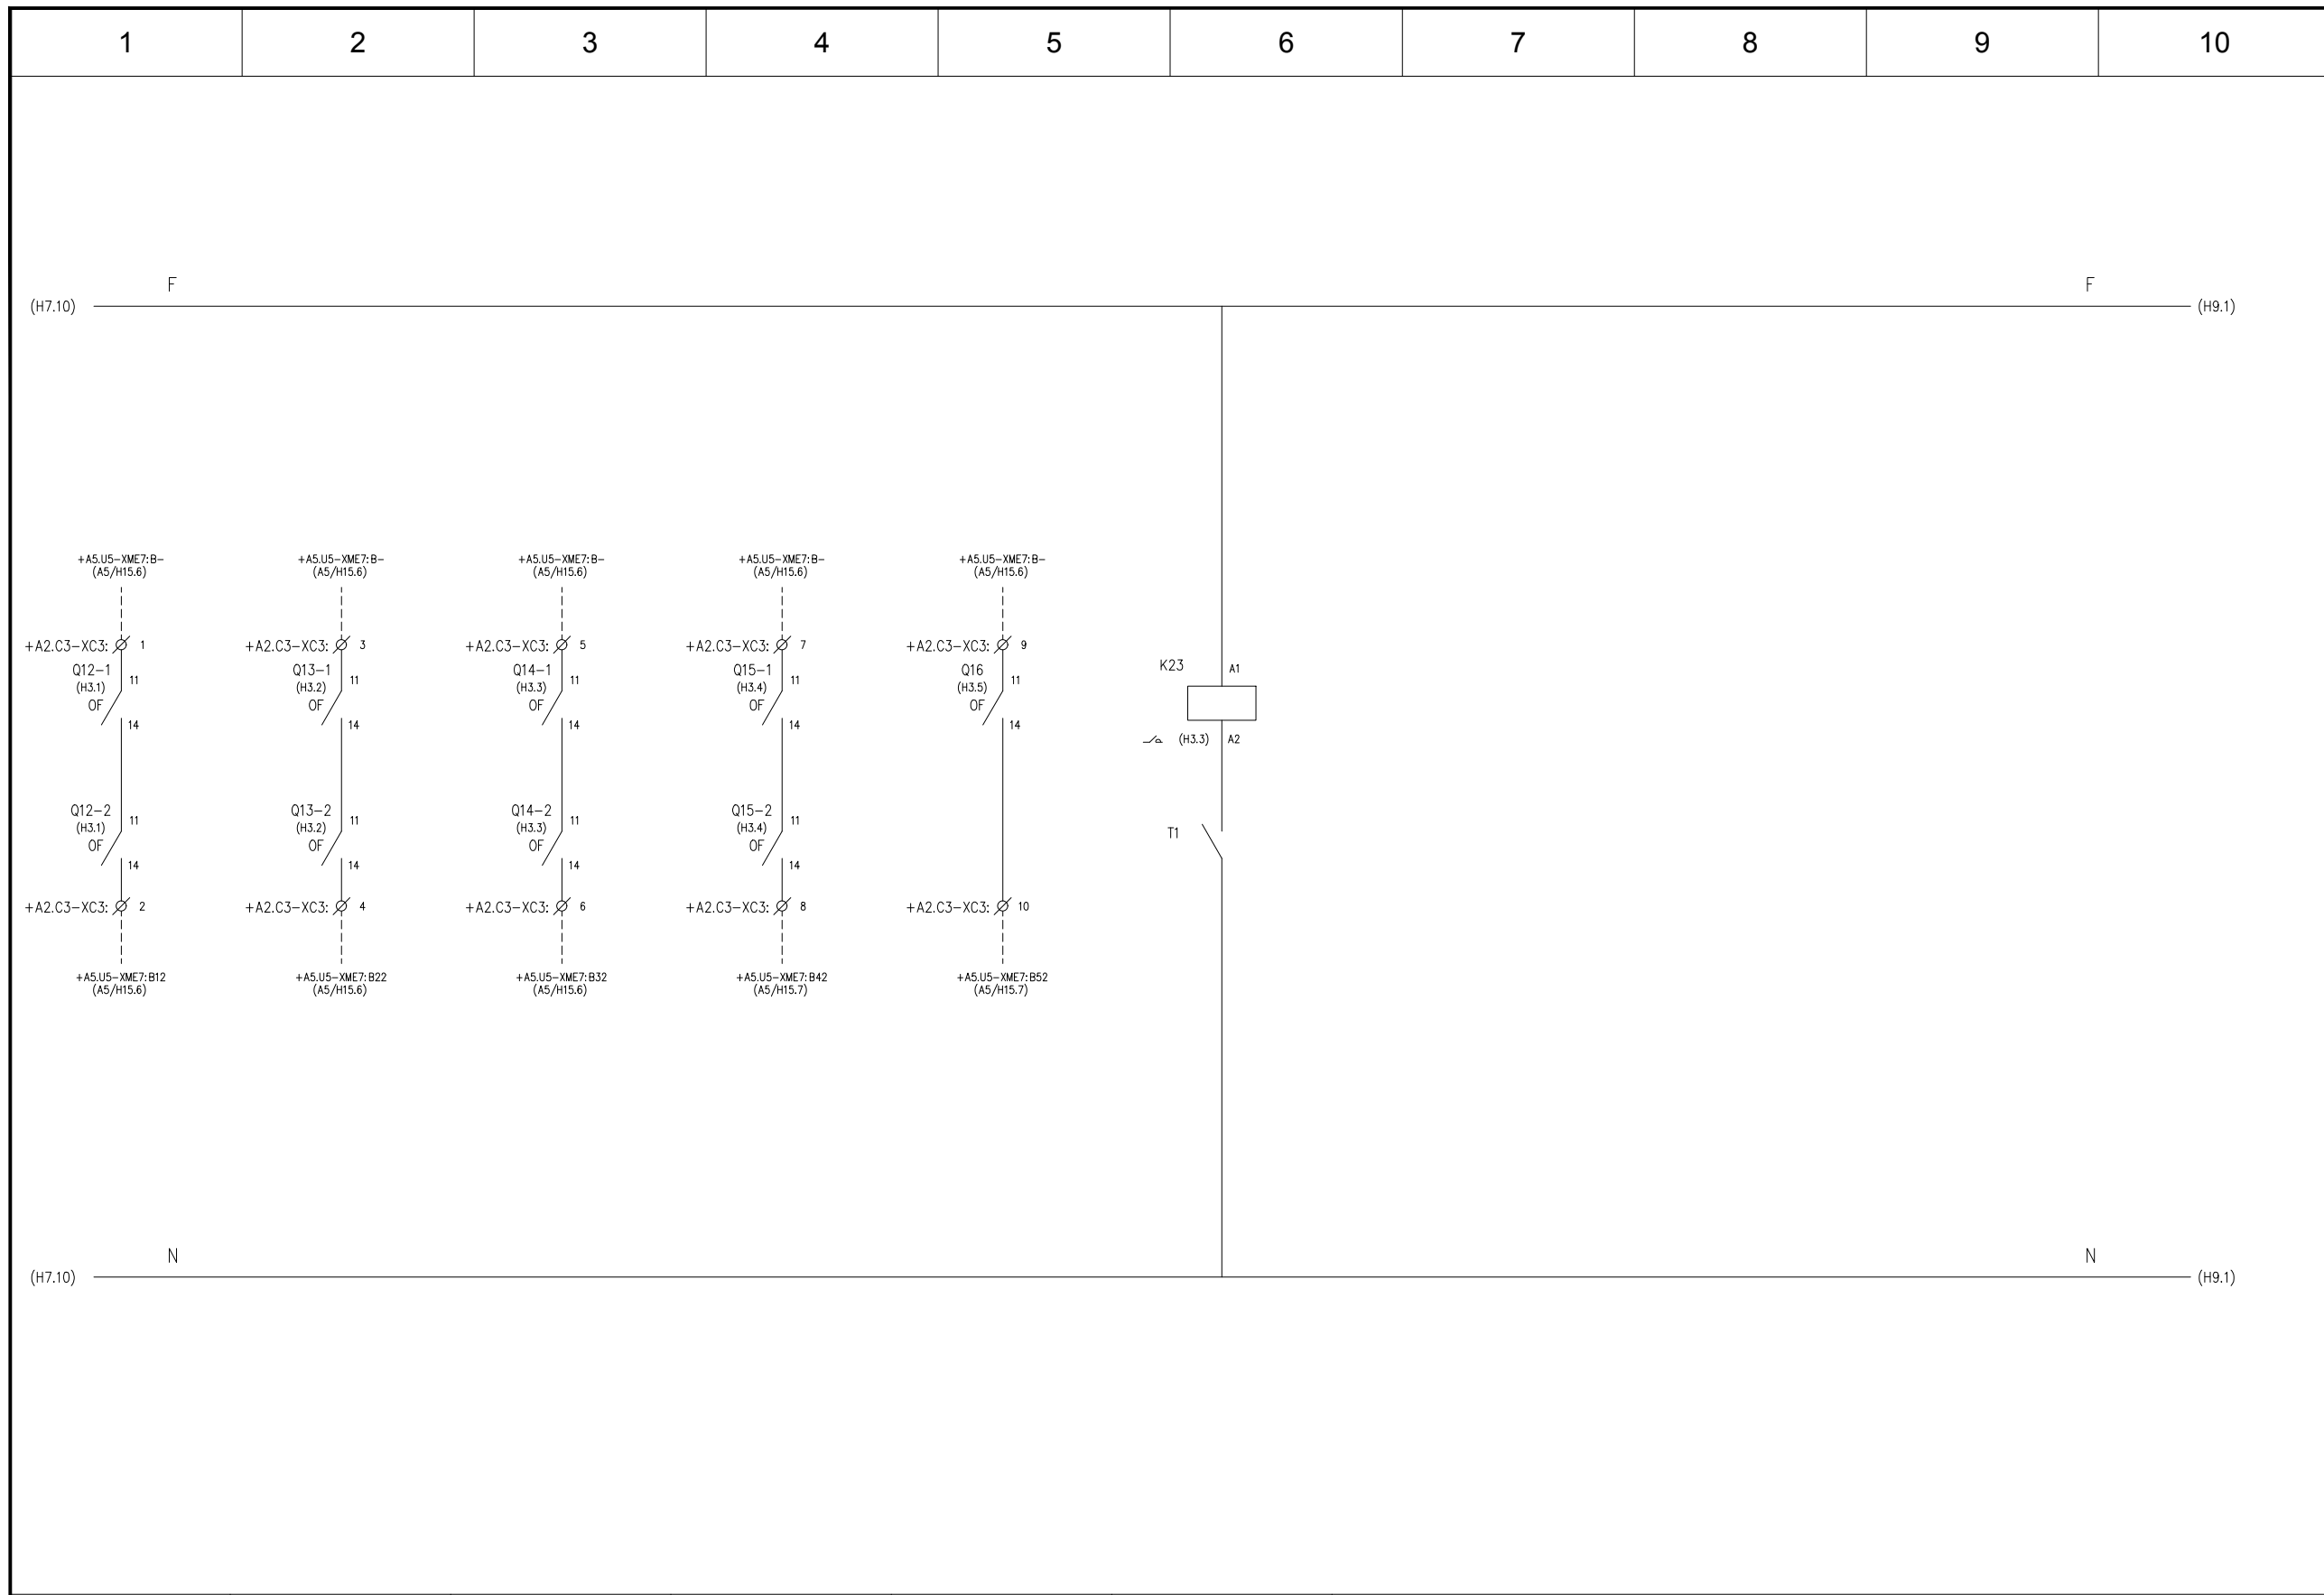 1 2 3 4 5 6 7 8 9 10
F F
(H7.10) (H9.1)
+A5.U5-XME7:B- +A5.U5-XME7:B- +A5.U5-XME7:B- +A5.U5-XME7:B- +A5.U5-XME7:B-
(A5/H15.6) (A5/H15.6) (A5/H15.6) (A5/H15.6) (A5/H15.6)
+A2.C3-XC3: 1 +A2.C3-XC3: 3 +A2.C3-XC3: 5 +A2.C3-XC3: 7 +A2.C3-XC3: 9
Q12-1 Q13-1 Q14-1 Q15-1 Q16 K23 A1
(H3.1) 11 (H3.2) 11 (H3.3) 11 (H3.4) 11 (H3.5) 11
OF OF OF OF OF
14 14 14 14 14
(H3.3) A2
Q12-2 Q13-2 Q14-2 Q15-2
(H3.1) 11 (H3.2) 11 (H3.3) 11 (H3.4) 11 T1
OF OF OF OF
14 14 14 14
+A2.C3-XC3: 2 +A2.C3-XC3: 4 +A2.C3-XC3: 6 +A2.C3-XC3: 8 +A2.C3-XC3: 10
+A5.U5-XME7:B12 +A5.U5-XME7:B22 +A5.U5-XME7:B32 +A5.U5-XME7:B42 +A5.U5-XME7:B52
(A5/H15.6) (A5/H15.6) (A5/H15.6) (A5/H15.7) (A5/H15.7)
N N
(H7.10) (H9.1)